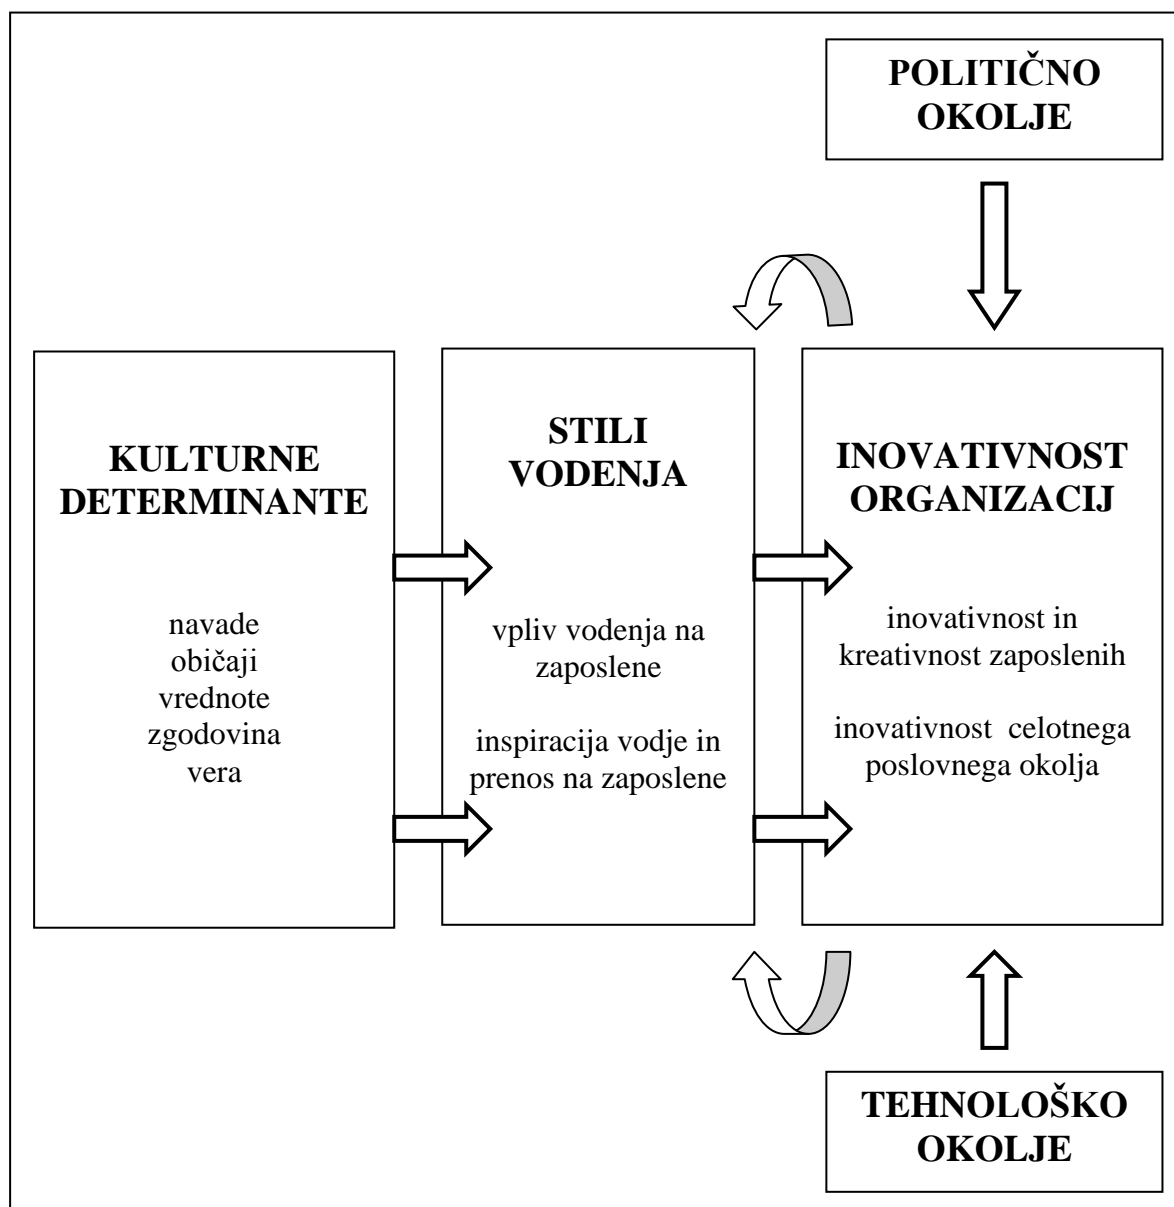 POLITIČNO
OKOLJE
KULTURNE
DETERMINANTE
navade
običaji
vrednote
zgodovina
vera
STILI
VODENJA
vpliv vodenja na
zaposlene
inspiracija vodje in
prenos na zaposlene
INOVATIVNOST
ORGANIZACIJ
inovativnost in
kreativnost zaposlenih
inovativnost celotnega
poslovnega okolja
TEHNOLOŠKO
OKOLJE